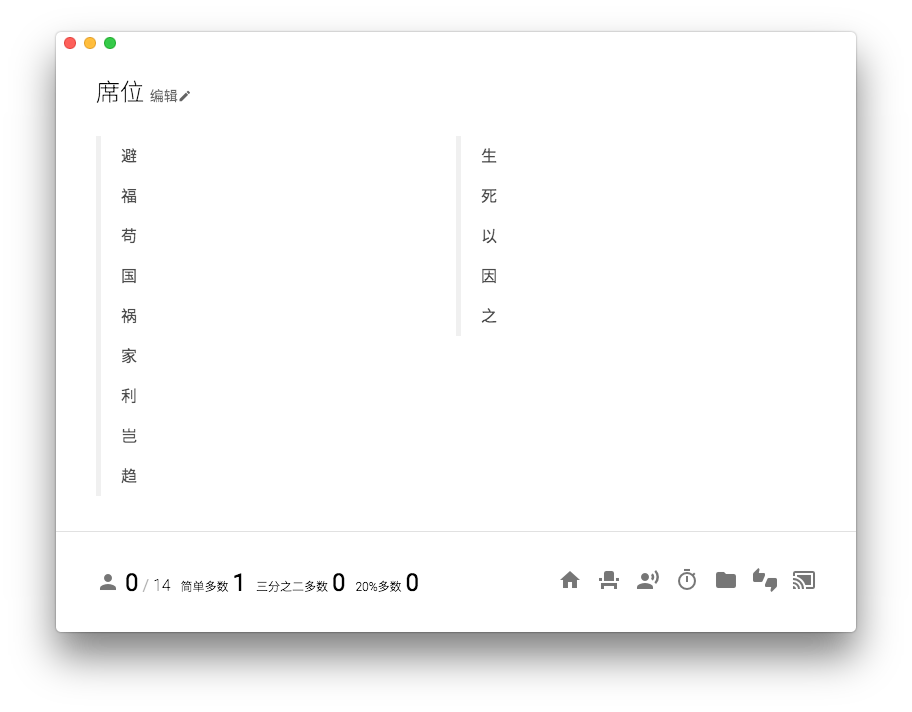 席位 编辑
避
福
苟
国
祸
家
利
岂
趋
生
死
以
因
之
0 / 14 简单多数 1 三分之二多数 0 20%多数 0